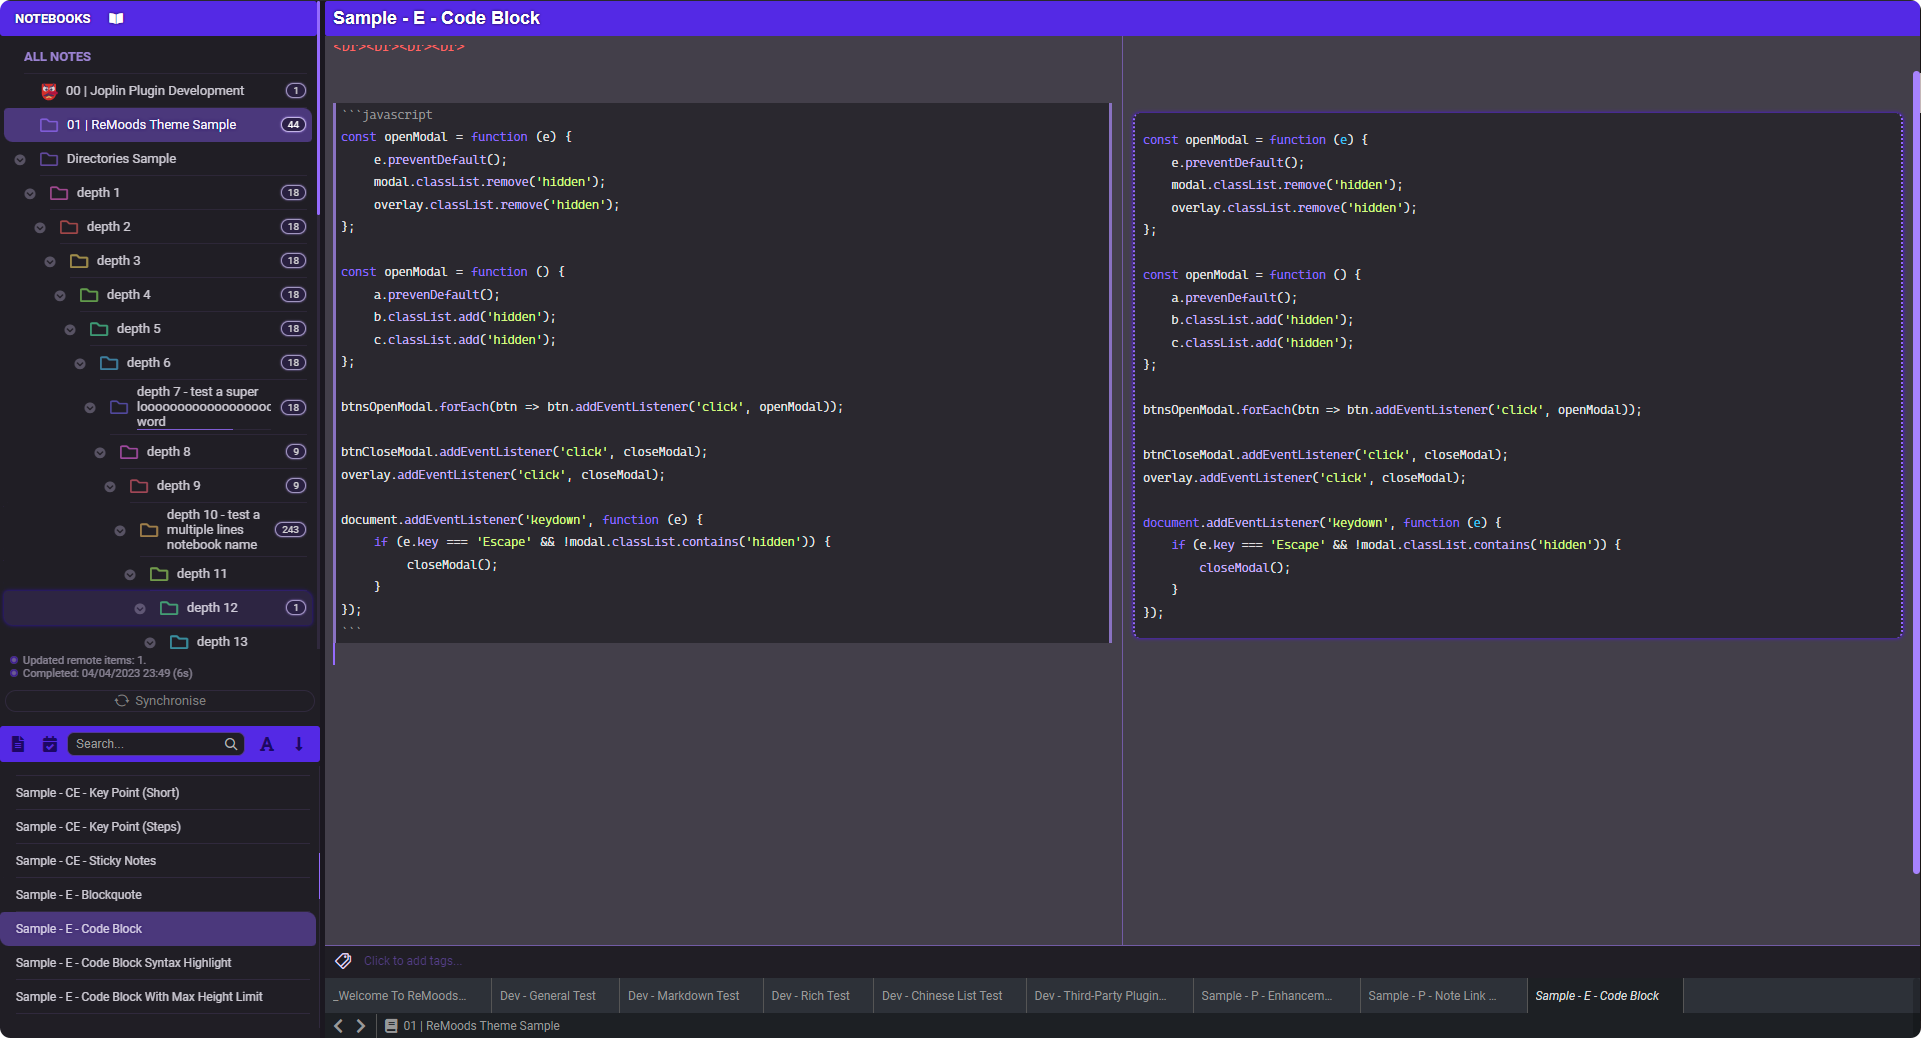 NOTEBOOKS
ALL NOTES
00 | Joplin Plugin Development 1
01 | ReMoods Theme Sample 44
Directories Sample
depth 1 18
depth 2 18
depth 3 18
depth 4 18
depth 5 18
depth 6 18
depth 7 - test a super
looooooooooooooooooc 18
word
depth 8 9
depth 9 9
depth 10 - test a
multiple lines 243
notebook name
depth 11
depth 12 1
depth 13
Updated remote items: 1.
Completed: 04/04/2023 23:49 (6s)
Synchronise
Search...
A
Sample - CE - Key Point (Short)
Sample - CE - Key Point (Steps)
Sample - CE - Sticky Notes
Sample - E - Blockquote
Sample - E - Code Block
Sample - E - Code Block Syntax Highlight
Sample - E - Code Block With Max Height Limit
Sample - E - Code Block
<br><br><br><br>
```javascript
const openModal = function (e) {
e.preventDefault();
modal.classList.remove('hidden');
overlay.classList.remove('hidden');
};
const openModal = function () {
a.prevenDefault();
b.classList.add('hidden');
c.classList.add('hidden');
};
btnsOpenModal.forEach(btn => btn.addEventListener('click', openModal));
btnCloseModal.addEventListener('click', closeModal);
overlay.addEventListener('click', closeModal);
document.addEventListener('keydown', function (e) {
if (e.key === 'Escape' && !modal.classList.contains('hidden')) {
closeModal();
}
});
```
const openModal = function (e) {
e.preventDefault();
modal.classList.remove('hidden');
overlay.classList.remove('hidden');
};
const openModal = function () {
a.prevenDefault();
b.classList.add('hidden');
c.classList.add('hidden');
};
btnsOpenModal.forEach(btn => btn.addEventListener('click', openModal));
btnCloseModal.addEventListener('click', closeModal);
overlay.addEventListener('click', closeModal);
document.addEventListener('keydown', function (e) {
if (e.key === 'Escape' && !modal.classList.contains('hidden')) {
closeModal();
}
});
Click to add tags...
_Welcome To ReMoods... Dev - General Test Dev - Markdown Test Dev - Rich Test Dev - Chinese List Test Dev - Third-Party Plugin... Sample - P - Enhancem... Sample - P - Note Link ... Sample - E - Code Block
01 | ReMoods Theme Sample